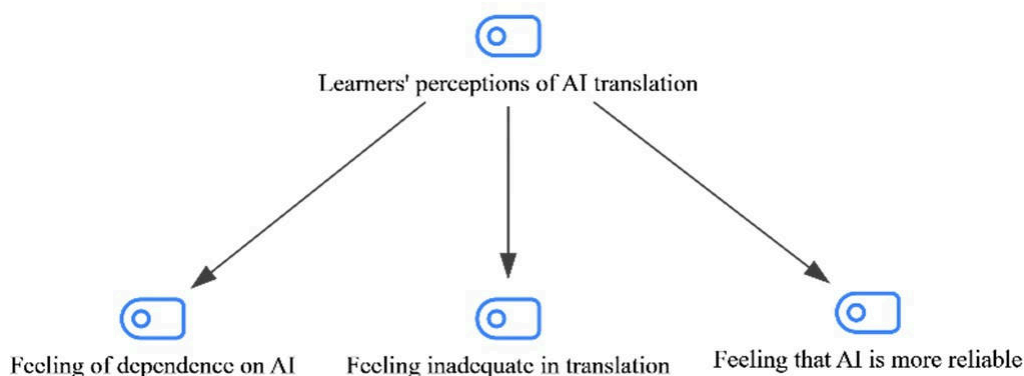 Learners' perceptions of AI translation
Feeling of dependence on AI
Feeling inadequate in translation
Feeling that AI is more reliable